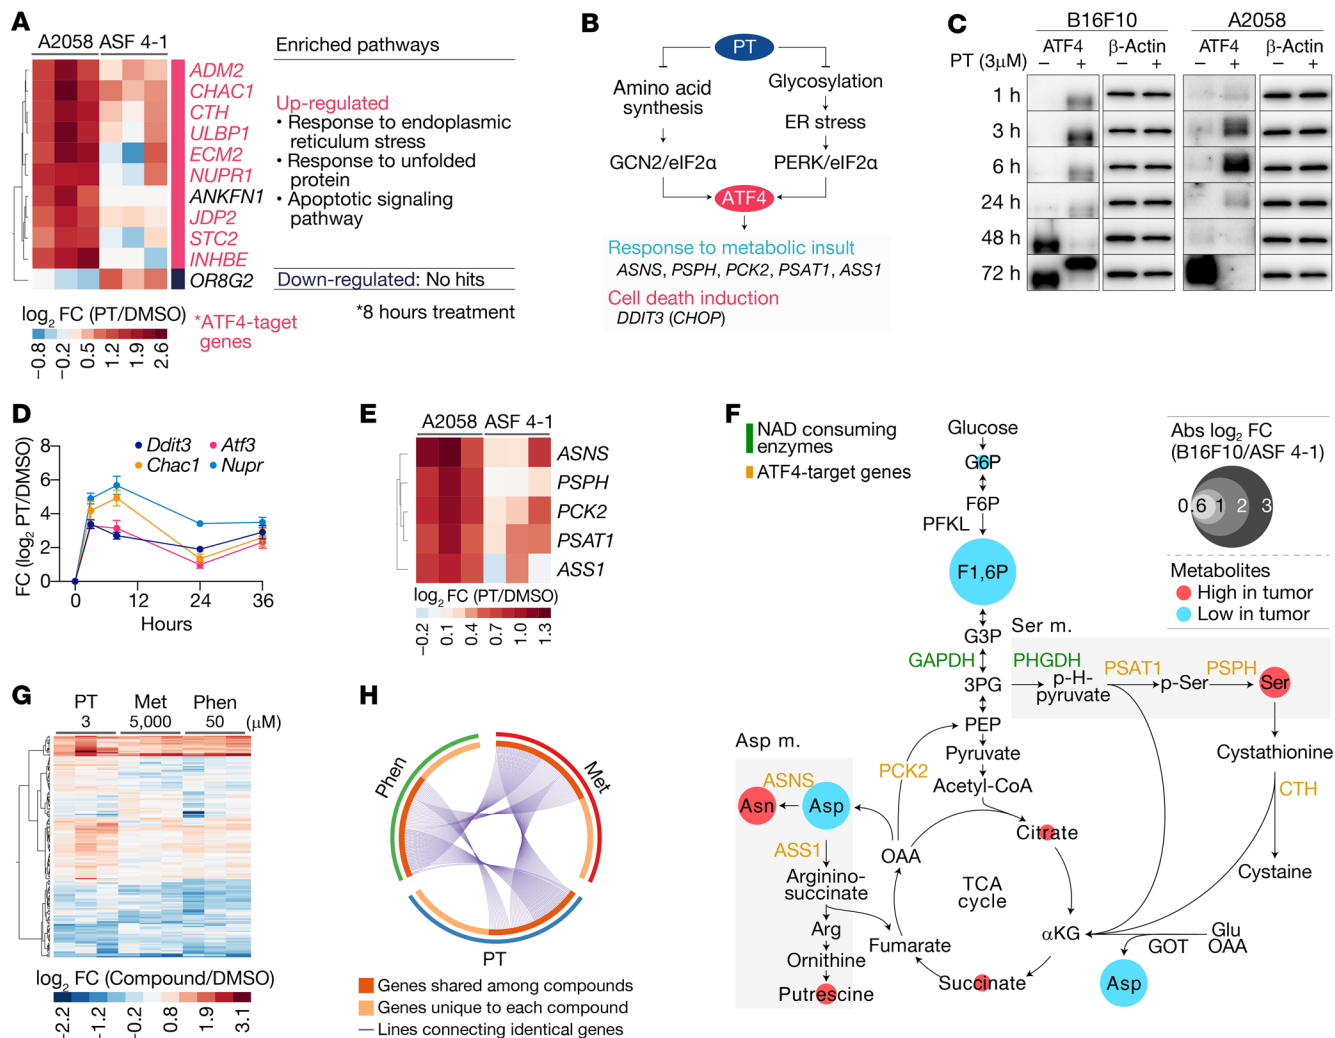 A
A2058 ASF 4-1
Enriched pathways
ADM2
CHAC1
CTH
ULBP1
ECM2
NUPR1
ANKFN1
JDP2
STC2
INHBE
OR8G2
Up-regulated
• Response to endoplasmic
reticulum stress
• Response to unfolded
protein
• Apoptotic signaling
pathway
Down-regulated: No hits
*8 hours treatment
log2 FC (PT/DMSO)
−0.8 −0.2 0.5 1.2 1.9 2.6
*ATF4-taget
genes
B
PT
Amino acid
synthesis
Glycosylation
ER stress
GCN2/eIF2α
PERK/eIF2α
ATF4
Response to metabolic insult
ASNS, PSPH, PCK2, PSAT1, ASS1
Cell death induction
DDIT3 (CHOP)
C
B16F10 A2058
ATF4 β-Actin ATF4 β-Actin
PT (3μM) − + − + − + − +
1 h
3 h
6 h
24 h
48 h
72 h
D
FC (log2 PT/DMSO)
8
6
4
2
0
Ddit3 Atf3
Chac1 Nupr
0 12 24 36
Hours
E
A2058 ASF 4-1
ASNS
PSPH
PCK2
PSAT1
ASS1
log2 FC (PT/DMSO)
−0.2 0.1 0.4 0.7 1.0 1.3
F
NAD consuming
enzymes
ATF4-target genes
Abs log2 FC
(B16F10/ASF 4-1)
0.6 1 2 3
Metabolites
High in tumor
Low in tumor
Glucose
G6P
F6P
PFKL
F1,6P
G3P
GAPDH
3PG
Ser m.
PHGDH
p-H-
pyruvate
PSAT1
p-Ser
PSPH
Ser
PEP
Pyruvate
Acetyl-CoA
PCK2
Cystathionine
CTH
Cystaine
Asp m.
ASNS
Asn
Asp
ASS1
Arginino-
succinate
Arg
Ornithine
Putrescine
OAA
Citrate
TCA
cycle
αKG
Fumarate
Succinate
GOT
Glu
OAA
Asp
G
PT Met Phen
3 5,000 50 (μM)
log2 FC (Compound/DMSO)
-2.2 -1.2 -0.2 0.8 1.9 3.1
H
Phen
Met
PT
Genes shared among compounds
Genes unique to each compound
Lines connecting identical genes